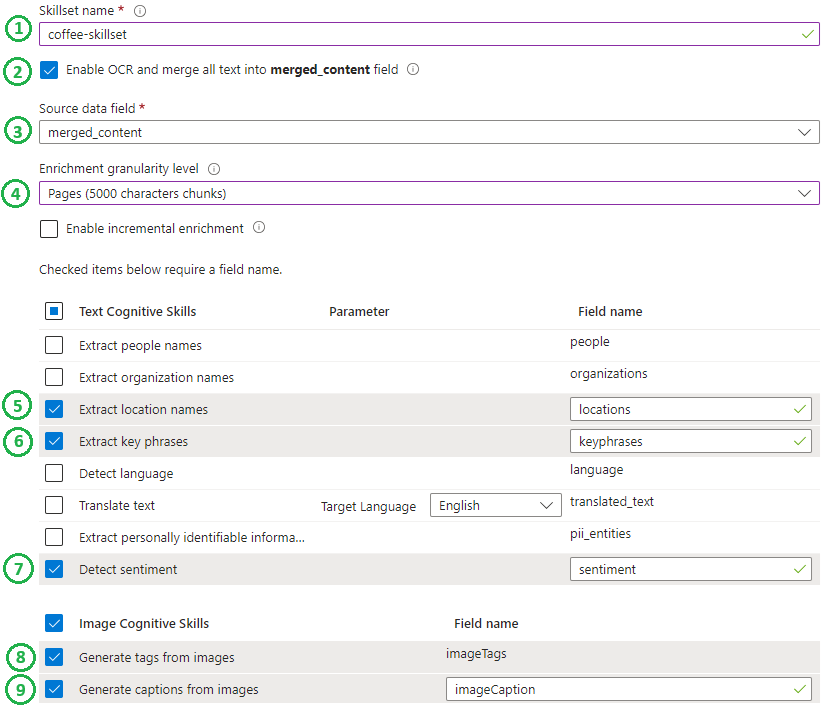 Skillset name *
1 coffee-skillset
2 Enable OCR and merge all text into merged_content field
Source data field *
3 merged_content
Enrichment granularity level
4 Pages (5000 characters chunks)
Enable incremental enrichment
Checked items below require a field name.
Text Cognitive Skills Parameter Field name
Extract people names people
Extract organization names organizations
5 Extract location names locations
6 Extract key phrases keyphrases
Detect language language
Translate text Target Language English translated_text
Extract personally identifiable informa... pii_entities
7 Detect sentiment sentiment
Image Cognitive Skills Field name
8 Generate tags from images imageTags
9 Generate captions from images imageCaption